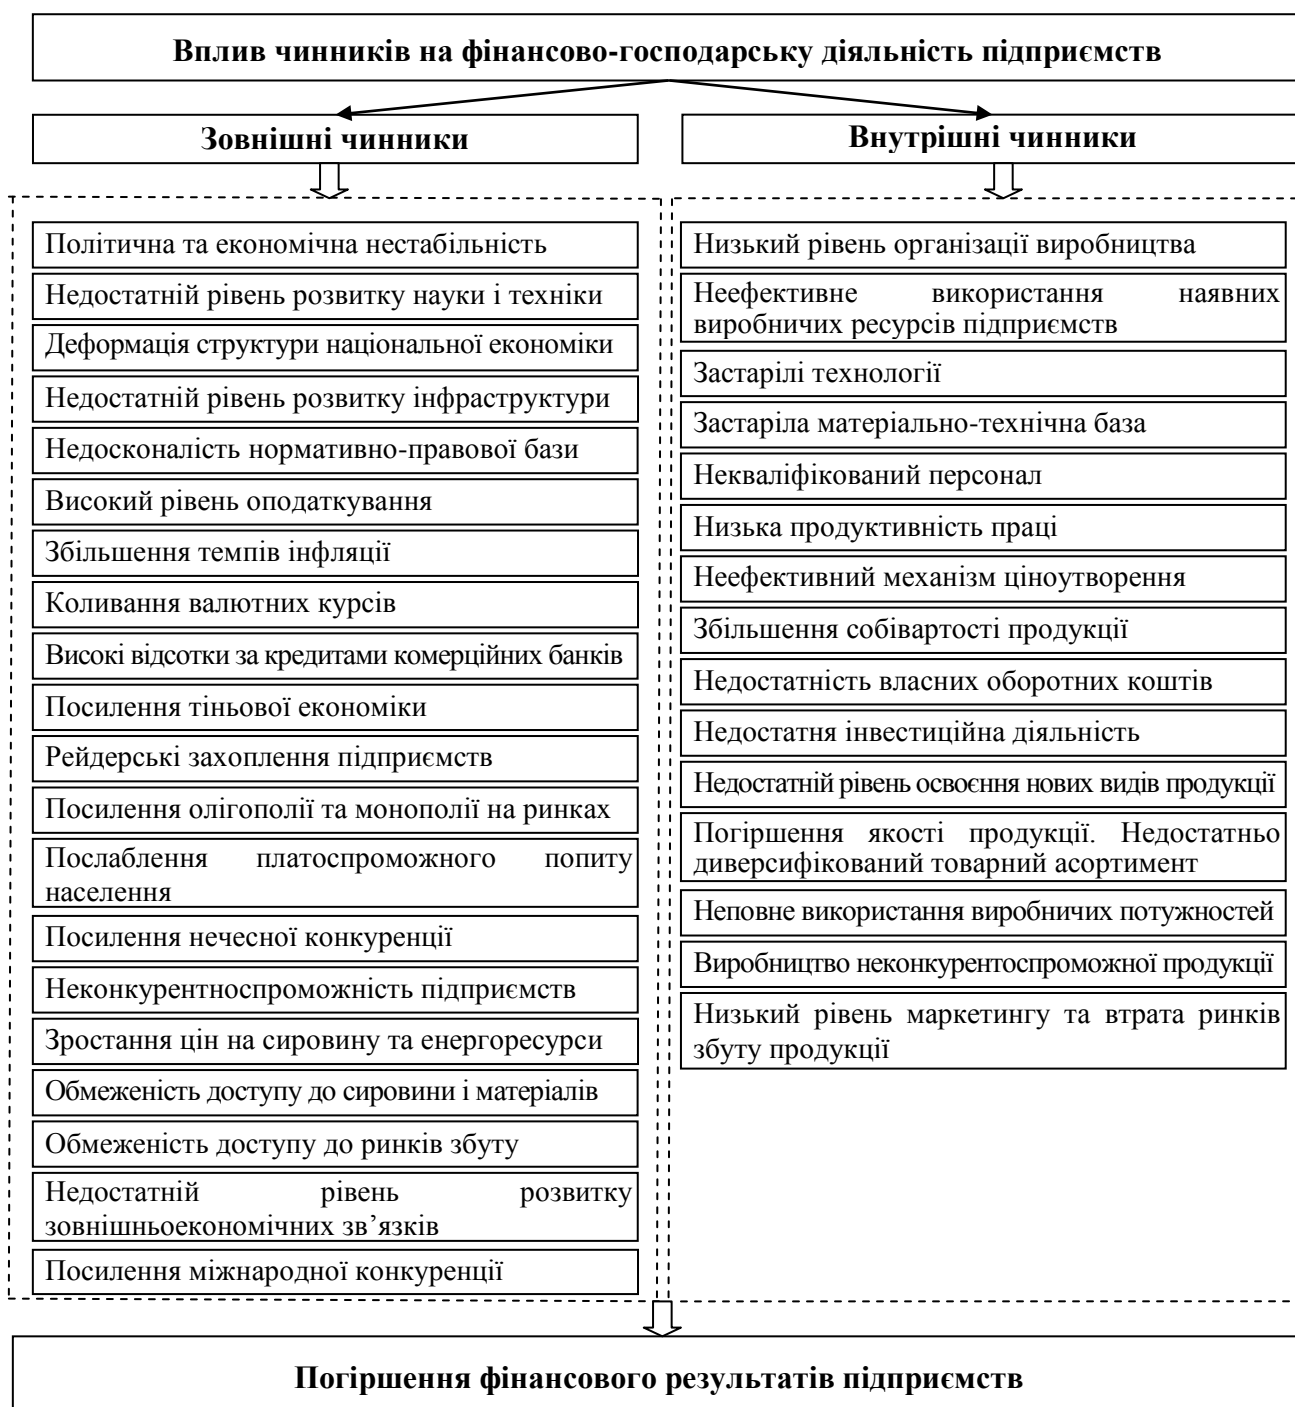 Вплив чинників на фінансово-господарську діяльність підприємств
Зовнішні чинники
Політична та економічна нестабільність
Недостатній рівень розвитку науки і техніки
Деформація структури національної економіки
Недостатній рівень розвитку інфраструктури
Недосконалість нормативно-правової бази
Високий рівень оподаткування
Збільшення темпів інфляції
Коливання валютних курсів
Високі відсотки за кредитами комерційних банків
Посилення тіньової економіки
Рейдерські захоплення підприємств
Посилення олігополії та монополії на ринках
Послаблення платоспроможного попиту
населення
Посилення нечесної конкуренції
Неконкурентноспроможність підприємств
Зростання цін на сировину та енергоресурси
Обмеженість доступу до сировини і матеріалів
Обмеженість доступу до ринків збуту
Недостатній рівень розвитку
зовнішньоекономічних зв’язків
Посилення міжнародної конкуренції
Внутрішні чинники
Низький рівень організації виробництва
Неефективне використання наявних
виробничих ресурсів підприємств
Застарілі технології
Застаріла матеріально-технічна база
Некваліфікований персонал
Низька продуктивність праці
Неефективний механізм ціноутворення
Збільшення собівартості продукції
Недостатність власних оборотних коштів
Недостатня інвестиційна діяльність
Недостатній рівень освоєння нових видів продукції
Погіршення якості продукції. Недостатньо
диверсифікований товарний асортимент
Неповне використання виробничих потужностей
Виробництво неконкурентоспроможної продукції
Низький рівень маркетингу та втрата ринків
збуту продукції
Погіршення фінансового результатів підприємств